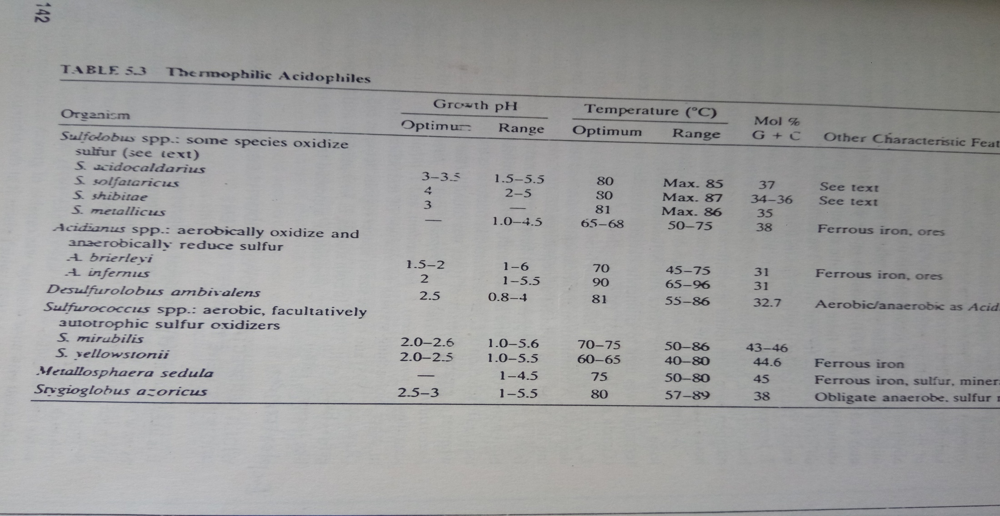 142
TABLE 5.3 Thermophilic Acidophiles
Growth pH Temperature (°C)
Organism Optimum Range Optimum Range Mol % G + C Other Characteristic Feat
Sulfolobus spp.: some species oxidize
sulfur (see text)
S. acidocaldarius 3–3.5 1.5–5.5 80 Max. 85 37 See text
S. solfataricus 4 2–5 80 Max. 87 34–36 See text
S. shibitae 3 — 81 Max. 86 35
S. metallicus — 1.0–4.5 65–68 50–75 38 Ferrous iron, ores
Acidianus spp.: aerobically oxidize and
anaerobically reduce sulfur
A. brierleyi 1.5–2 1–6 70 45–75 31 Ferrous iron, ores
A. infernus 2 1–5.5 90 65–96 31
Desulfurolobus ambivalens 2.5 0.8–4 81 55–86 32.7 Aerobic/anaerobic as Acid
Sulfurococcus spp.: aerobic, facultatively
autotrophic sulfur oxidizers
S. mirabilis 2.0–2.6 1.0–5.6 70–75 50–86 43–46
S. yellowstonii 2.0–2.5 1.0–5.5 60–65 40–80 44.6 Ferrous iron
Metallosphaera sedula — 1–4.5 75 50–80 45 Ferrous iron, sulfur, miner
Stygioglobus azoricus 2.5–3 1–5.5 80 57–89 38 Obligate anaerobe, sulfur